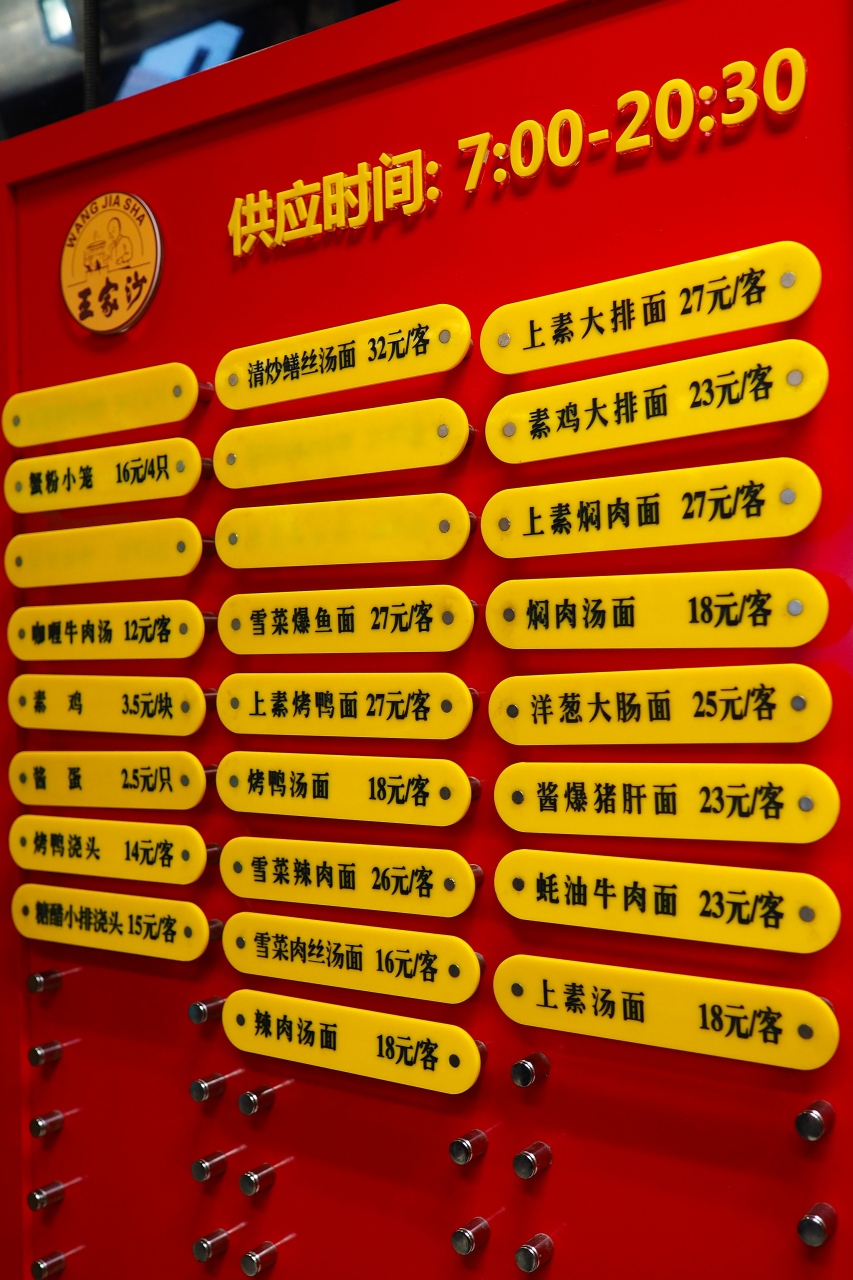 供应时间: 7:00-20:30
WANG JIA SHA
王家沙
蟹粉小笼 16元/4只
咖喱牛肉汤 12元/客
素鸡 3.5元/块
酱蛋 2.5元/只
烤鸭浇头 14元/客
糖醋小排浇头 15元/客
清炒鳝丝汤面 32元/客
雪菜爆鱼面 27元/客
上素烤鸭面 27元/客
烤鸭汤面 18元/客
雪菜辣肉面 26元/客
雪菜肉丝汤面 16元/客
辣肉汤面 18元/客
上素大排面 27元/客
素鸡大排面 23元/客
上素焖肉面 27元/客
焖肉汤面 18元/客
洋葱大肠面 25元/客
酱爆猪肝面 23元/客
蚝油牛肉面 23元/客
上素汤面 18元/客